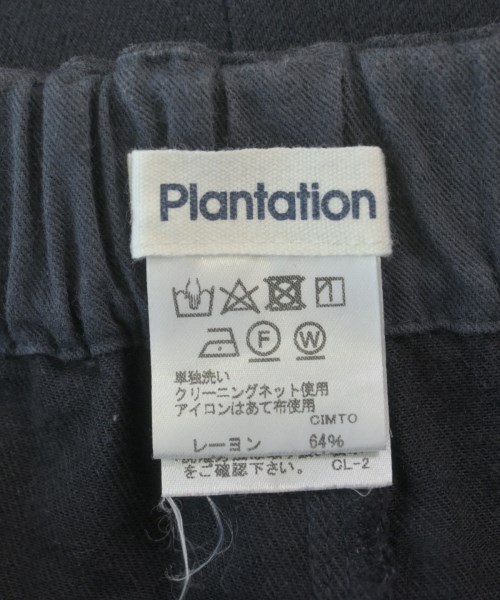 Plantation
F W
単独洗い
クリーニングネット使用
アイロンはあて布使用
CIMTO
レーヨン 64%
をご確認下さい。 CL-2